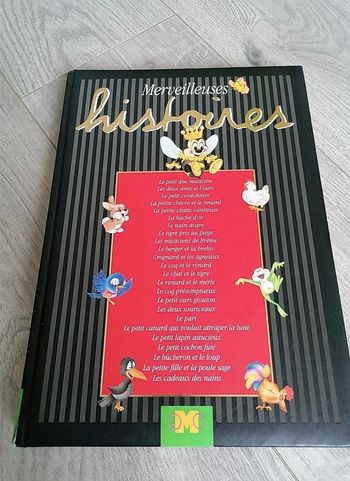 Merveilleuses
histoires
Le petit âne musicien
Les deux amis et l'ours
Le petit cordonnier
La petite chèvre et le renard
La petite chatte vaniteuse
La hache d'or
Le nain avare
Le tigre pris au piège
Les musiciens de Brême
Le berger et la brebis
Grognard et les agneaux
Le coq et le renard
Le chat et le tigre
Le renard et le merle
Le coq présomptueux
Le petit ours glouton
Les deux souriceaux
Le pari
Le petit canard qui voulait attraper la lune
Le petit lapin astucieux
Le petit cochon futé
Le bûcheron et le loup
La petite fille et la poule sage
Les cadeaux des nains